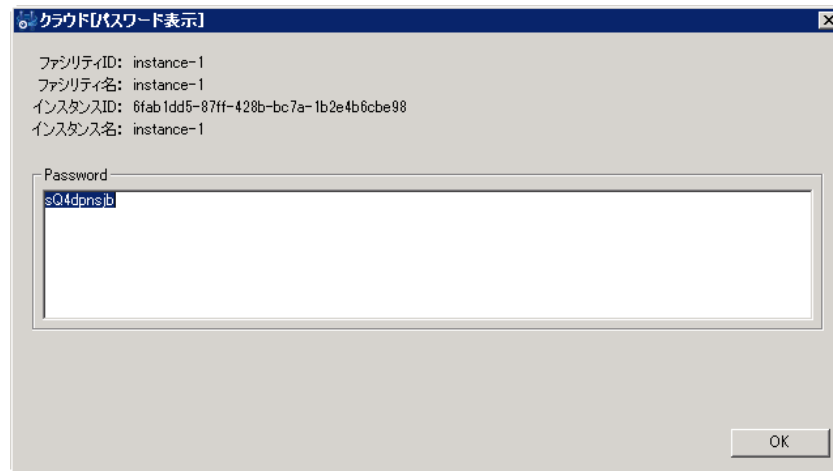 クラウド[パスワード表示]
ファシリティID: instance-1
ファシリティ名: instance-1
インスタンスID: 6fab1dd5-87ff-428b-bc7a-1b2e4b6cbe98
インスタンス名: instance-1
Password
sQ4dpnsjb
OK